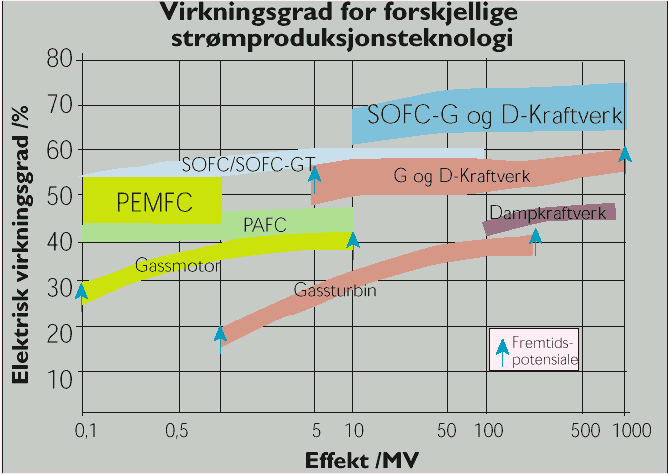 Virkningsgrad for forskjellige
strømproduksjonsteknologi
Elektrisk virkningsgrad /%
80
70
60
50
40
30
20
10
SOFC-G og D-Kraftverk
SOFC/SOFC-GT
G og D-Kraftverk
PEMFC
PAFC
Dampkraftverk
Gassmotor
Gassturbin
Fremtids-
potensiale
0,1 0,5 5 10 50 100 500 1000
Effekt /MV